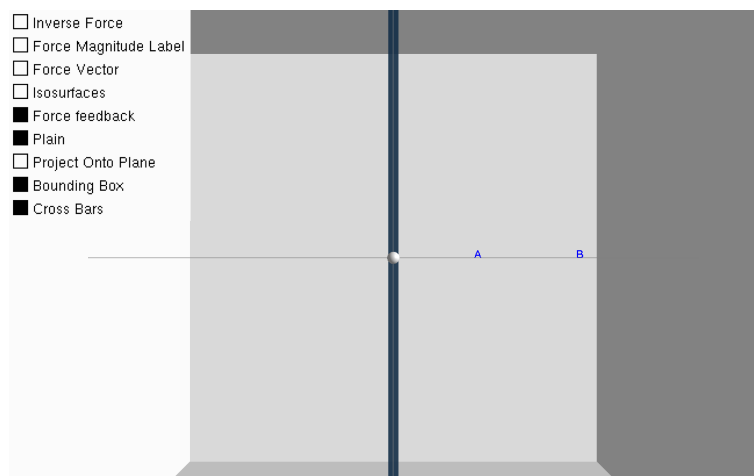 Inverse Force
Force Magnitude Label
Force Vector
Isosurfaces
Force feedback
Plain
Project Onto Plane
Bounding Box
Cross Bars
A B